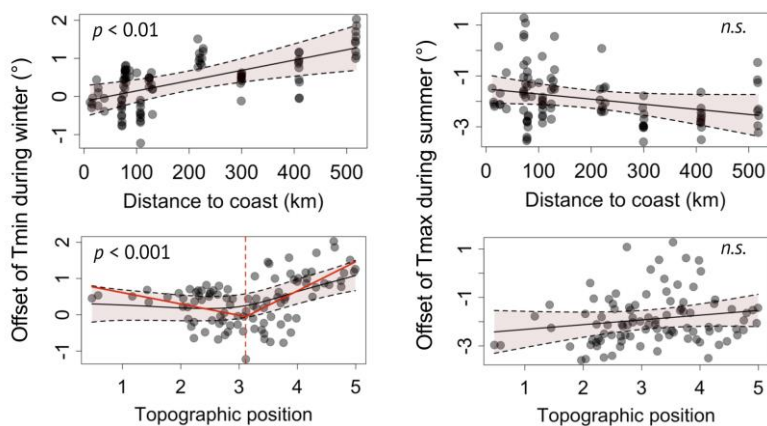 Offset of Tmin during winter (°)
p < 0.01
2
1
0
-1
0 100 200 300 400 500
Distance to coast (km)
p < 0.001
2
1
0
-1
1 2 3 4 5
Topographic position
Offset of Tmax during summer (°)
n.s.
1
-1
-3
0 100 200 300 400 500
Distance to coast (km)
n.s.
1
-1
-3
1 2 3 4 5
Topographic position